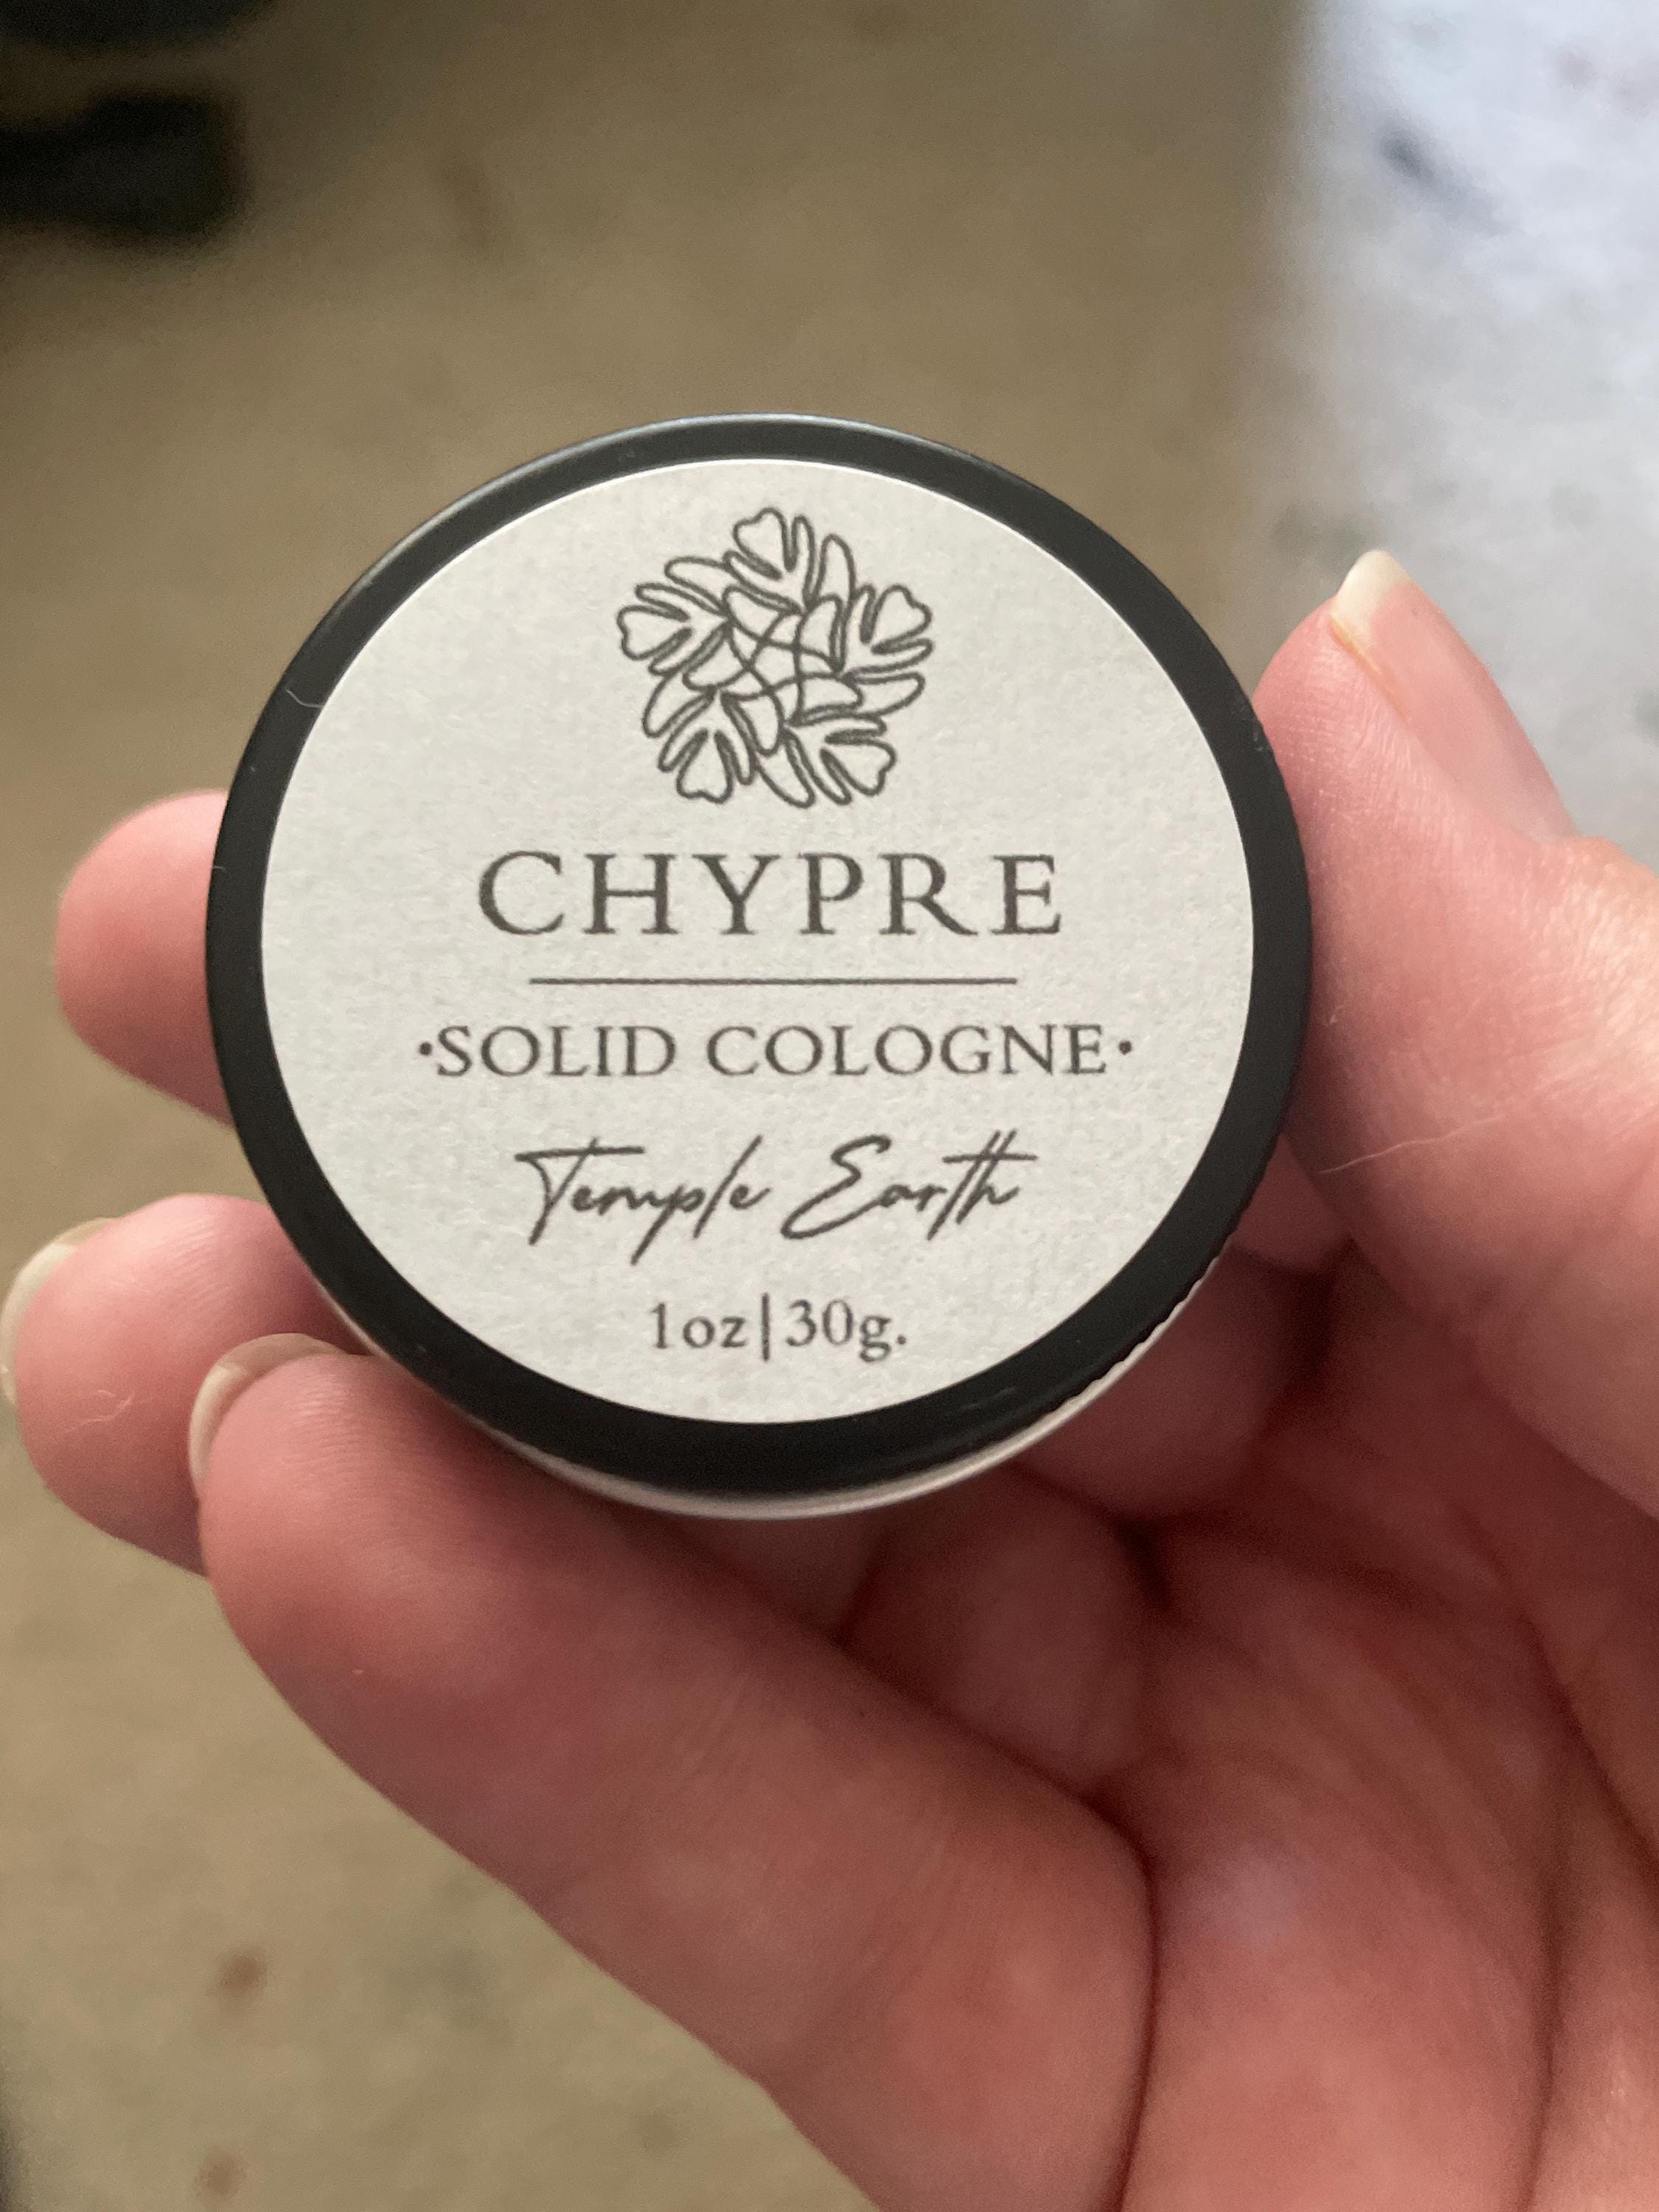 CHYPRE
·SOLID COLOGNE·
Temple Earth
1oz|30g.